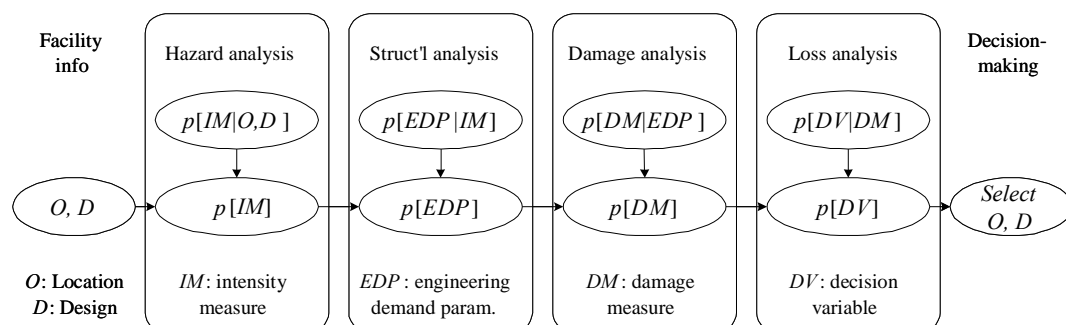 Facility
info
Hazard analysis
Struct'l analysis
Damage analysis
Loss analysis
Decision-
making
p[IM|O,D ]
p[EDP |IM]
p[DM|EDP ]
p[DV|DM]
O, D
p[IM]
p[EDP]
p[DM]
p[DV]
Select
O, D
O: Location
D: Design
IM: intensity
measure
EDP: engineering
demand param.
DM: damage
measure
DV: decision
variable